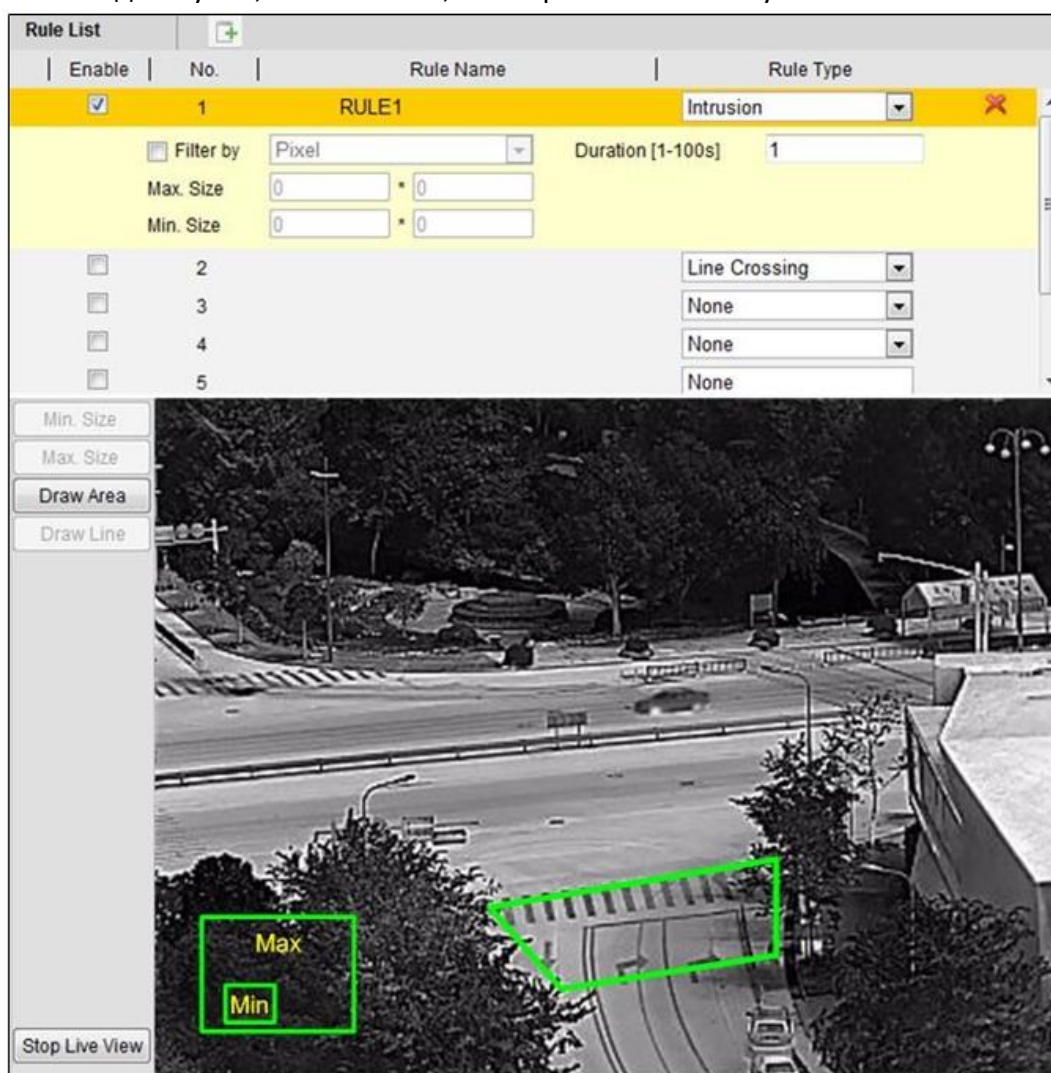 Rule List
Enable No. Rule Name Rule Type
1 RULE1 Intrusion
Filter by Pixel Duration [1-100s] 1
Max. Size 0 * 0
Min. Size 0 * 0
2 Line Crossing
3 None
4 None
5 None
Min. Size
Max. Size
Draw Area
Draw Line
Max
Min
Stop Live View